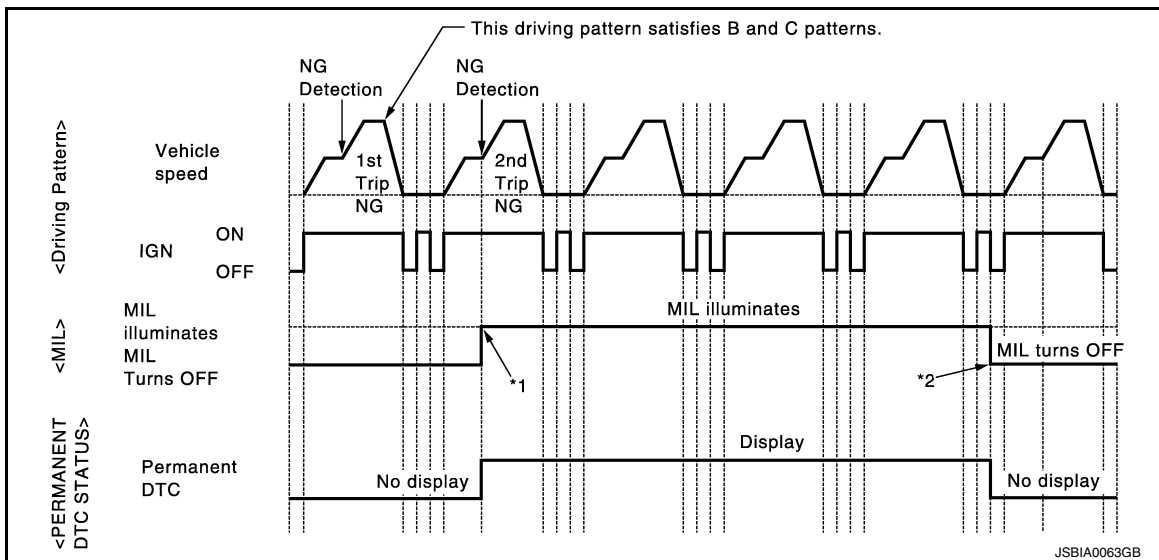 This driving pattern satisfies B and C patterns.
NG
Detection
NG
Detection
<Driving Pattern>
Vehicle
speed
1st
Trip
NG
2nd
Trip
NG
IGN
ON
OFF
<MIL>
MIL
illuminates
MIL
Turns OFF
MIL illuminates
*1
*2
MIL turns OFF
<PERMANENT
DTC STATUS>
Permanent
DTC
No display
Display
No display
JSBIA0063GB